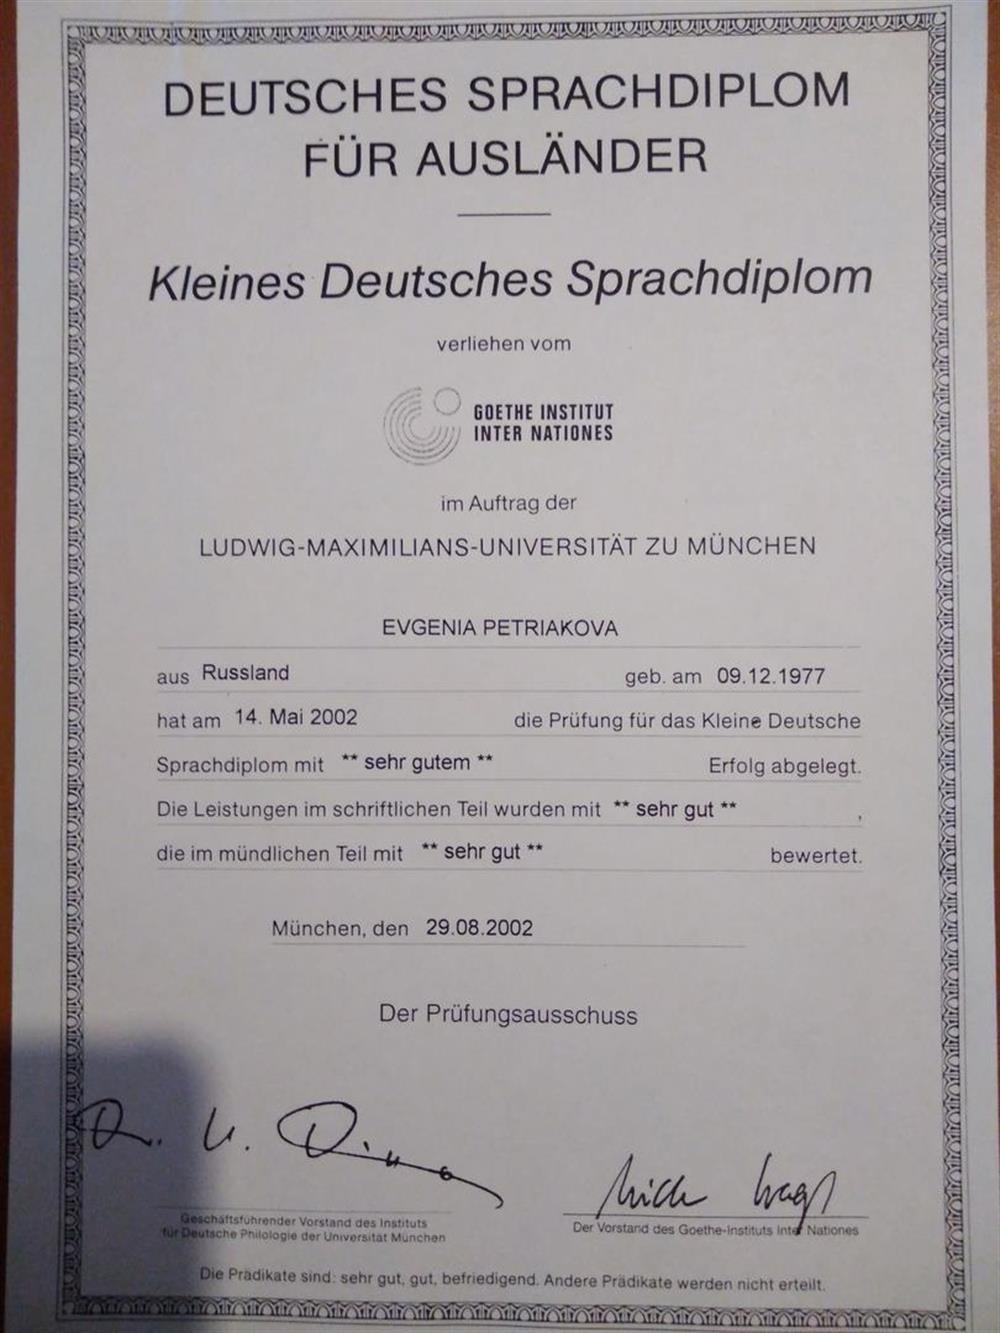 DEUTSCHES SPRACHDIPLOM
FÜR AUSLÄNDER
Kleines Deutsches Sprachdiplom
verliehen vom
GOETHE INSTITUT
INTER NATIONES
im Auftrag der
LUDWIG-MAXIMILIANS-UNIVERSITÄT ZU MÜNCHEN
EVGENIA PETRIAKOVA
aus Russland geb. am 09.12.1977
hat am 14. Mai 2002 die Prüfung für das Kleine Deutsche
Sprachdiplom mit ** sehr gutem ** Erfolg abgelegt.
Die Leistungen im schriftlichen Teil wurden mit ** sehr gut ** ,
die im mündlichen Teil mit ** sehr gut ** bewertet.
München, den 29.08.2002
Der Prüfungsausschuss
Geschäftsführender Vorstand des Instituts
für Deutsche Philologie der Universität München
Der Vorstand des Goethe-Instituts Inter Nationes
Die Prädikate sind: sehr gut, gut, befriedigend. Andere Prädikate werden nicht erteilt.